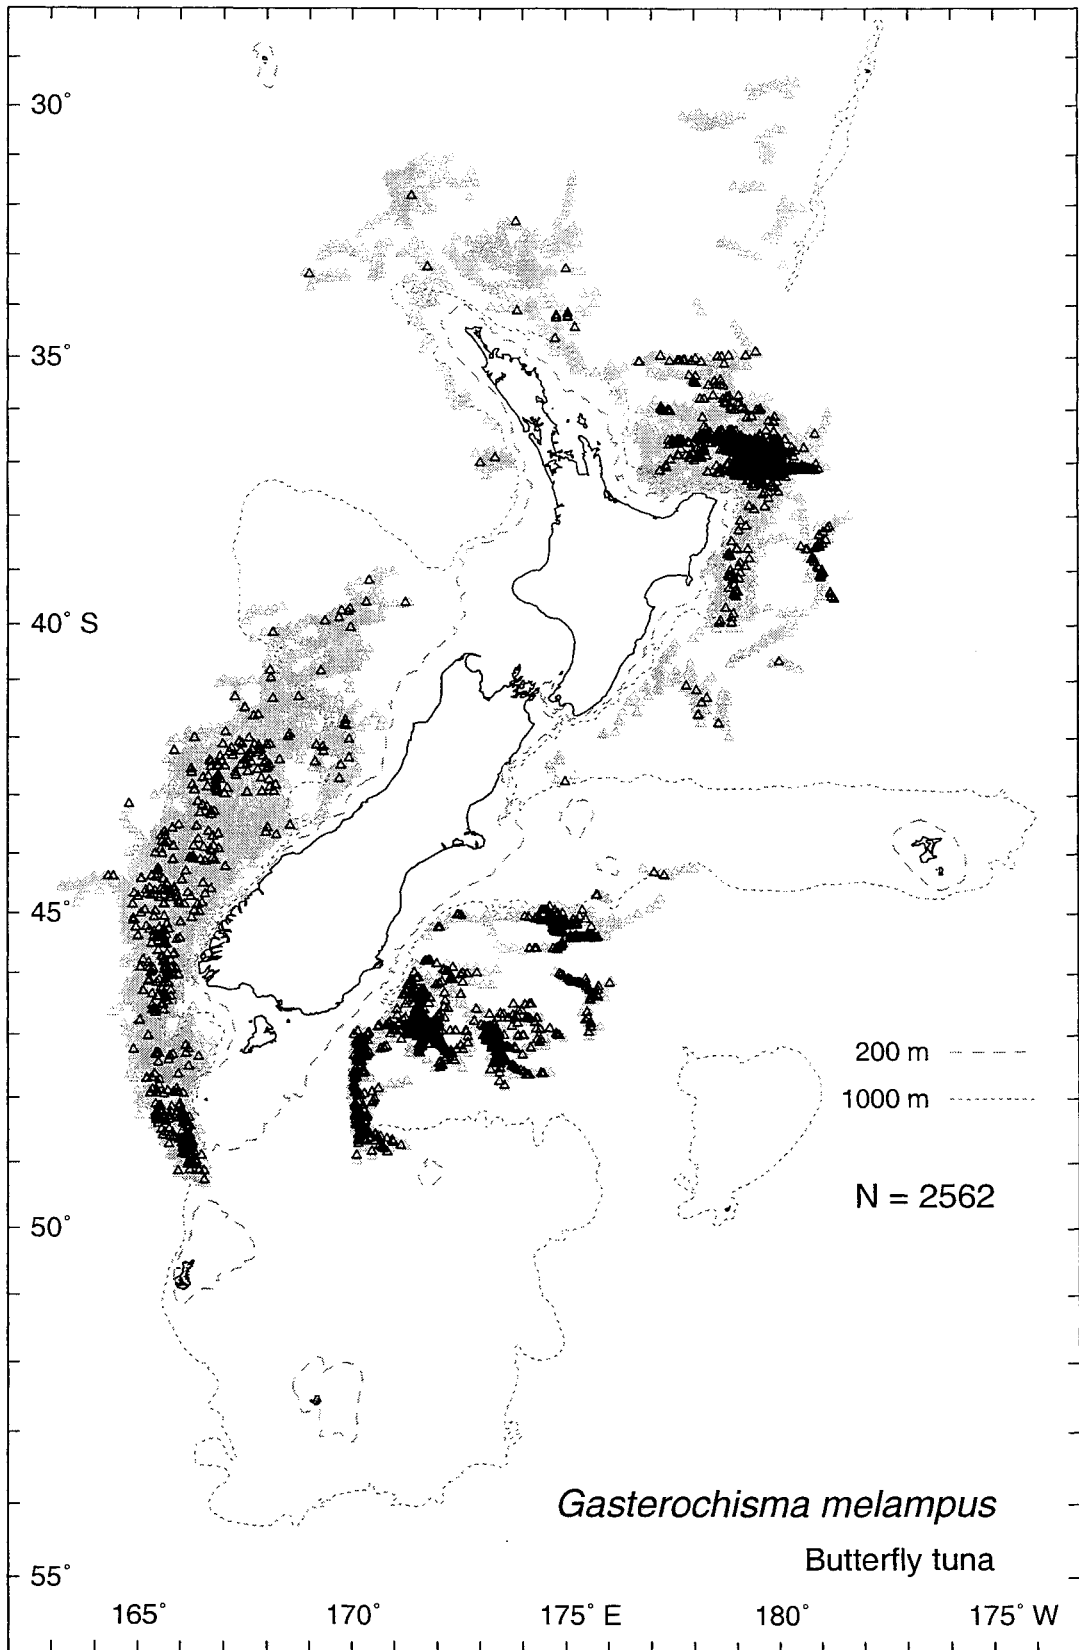 30°
35°
40° S
45°
200 m
1000 m
N = 2562
50°
Gasterochisma melampus
Butterfly tuna
55°
165° 170° 175° E 180° 175° W